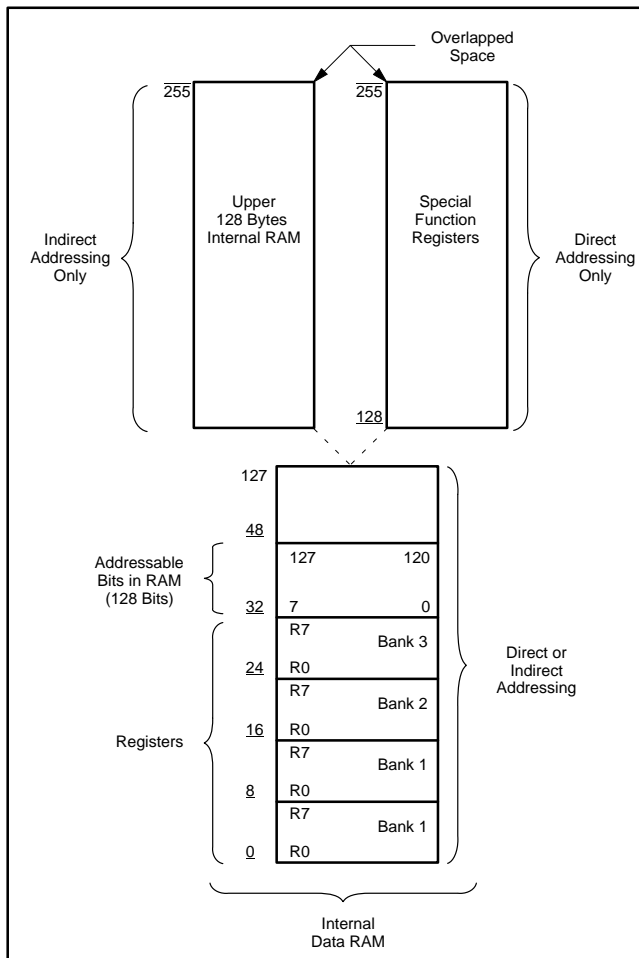 Overlapped
Space
255
255
Upper
128 Bytes
Internal RAM
Special
Function
Registers
Indirect
Addressing
Only
Direct
Addressing
Only
128
127
48
Addressable
Bits in RAM
(128 Bits)
127 120
32 7 0
R7
Bank 3
24 R0
R7
Bank 2
16 R0
Registers
R7
Bank 1
8 R0
R7
Bank 1
0 R0
Direct or
Indirect
Addressing
Internal
Data RAM